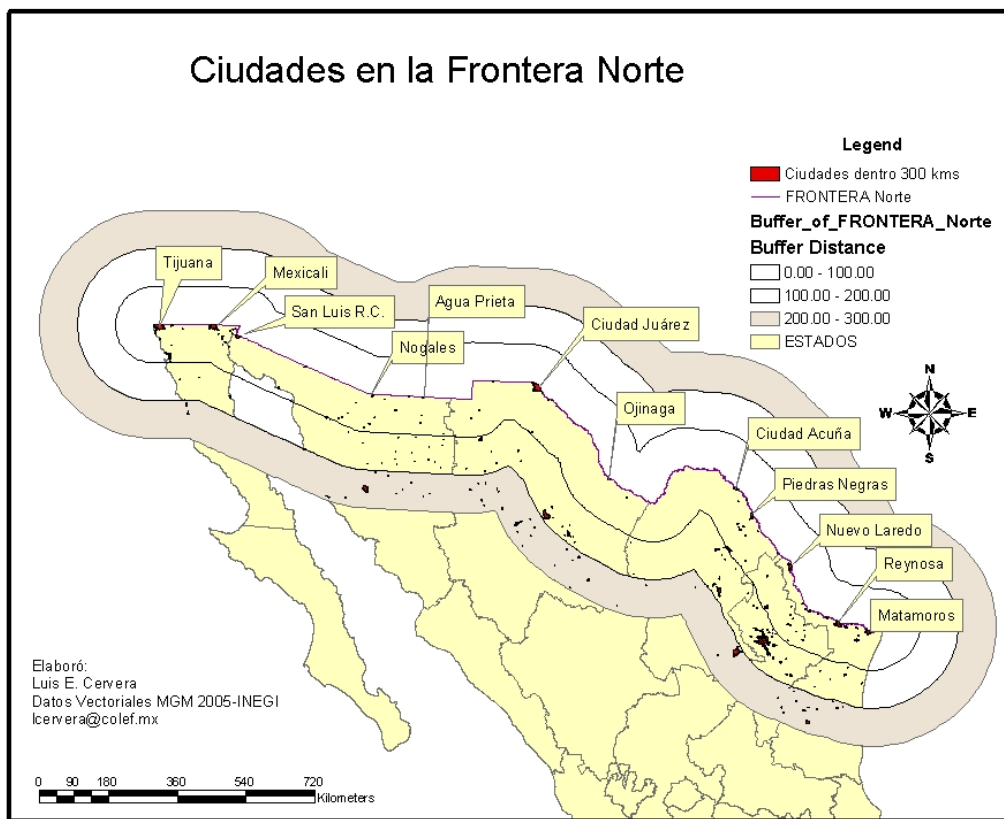 Ciudades en la Frontera Norte
Legend
Ciudades dentro 300 kms
FRONTERA Norte
Buffer_of_FRONTERA_Norte
Buffer Distance
0.00 - 100.00
100.00 - 200.00
200.00 - 300.00
ESTADOS
Tijuana
Mexicali
San Luis R.C.
Agua Prieta
Nogales
Ciudad Juárez
Ojinaga
Ciudad Acuña
Piedras Negras
Nuevo Laredo
Reynosa
Matamoros
N
W E
S
Elaboró:
Luis E. Cervera
Datos Vectoriales MGM 2005-INEGI
lcervera@colef.mx
0 90 180 360 540 720
Kilometers